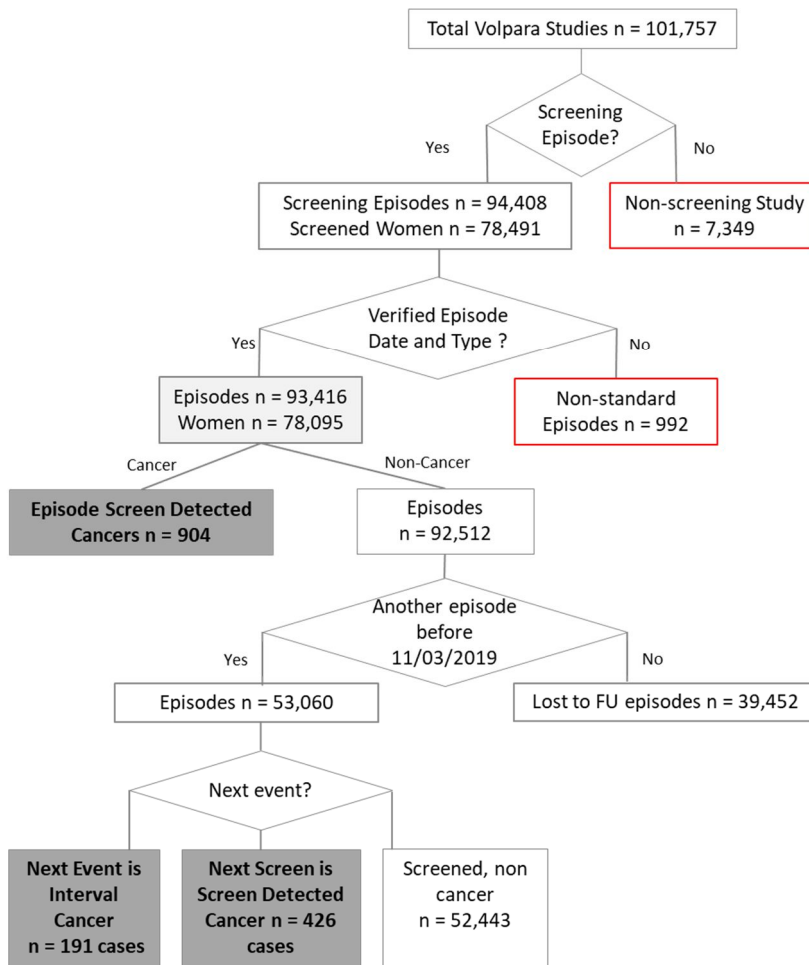 Total Volpara Studies n = 101,757
Screening
Episode?
Yes
No
Screening Episodes n = 94,408
Screened Women n = 78,491
Non-screening Study
n = 7,349
Verified Episode
Date and Type ?
Yes
No
Episodes n = 93,416
Women n = 78,095
Non-standard
Episodes n = 992
Cancer
Non-Cancer
Episode Screen Detected
Cancers n = 904
Episodes
n = 92,512
Another episode
before
11/03/2019
Yes
No
Episodes n = 53,060
Lost to FU episodes n = 39,452
Next event?
Next Event is
Interval
Cancer
n = 191 cases
Next Screen is
Screen Detected
Cancer n = 426
cases
Screened, non
cancer
n = 52,443